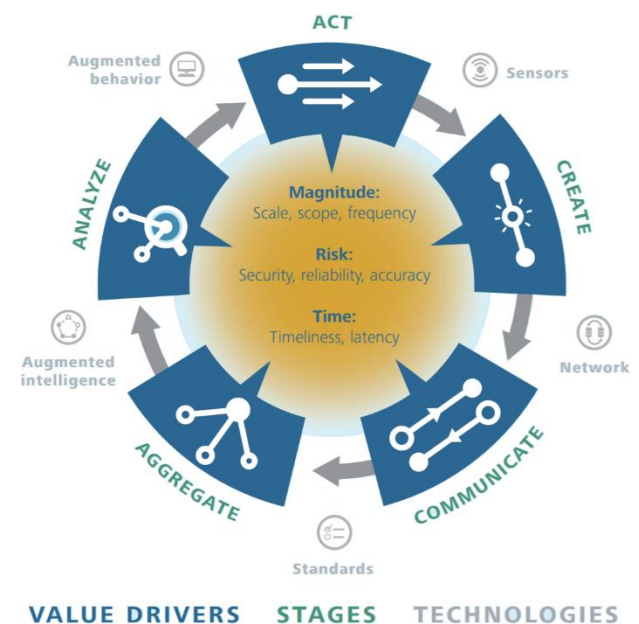 ACT
Augmented
behavior
Sensors
ANALYZE
CREATE
Magnitude:
Scale, scope, frequency
Risk:
Security, reliability, accuracy
Time:
Timeliness, latency
Augmented
intelligence
Network
AGGREGATE
COMMUNICATE
Standards
VALUE DRIVERS STAGES TECHNOLOGIES